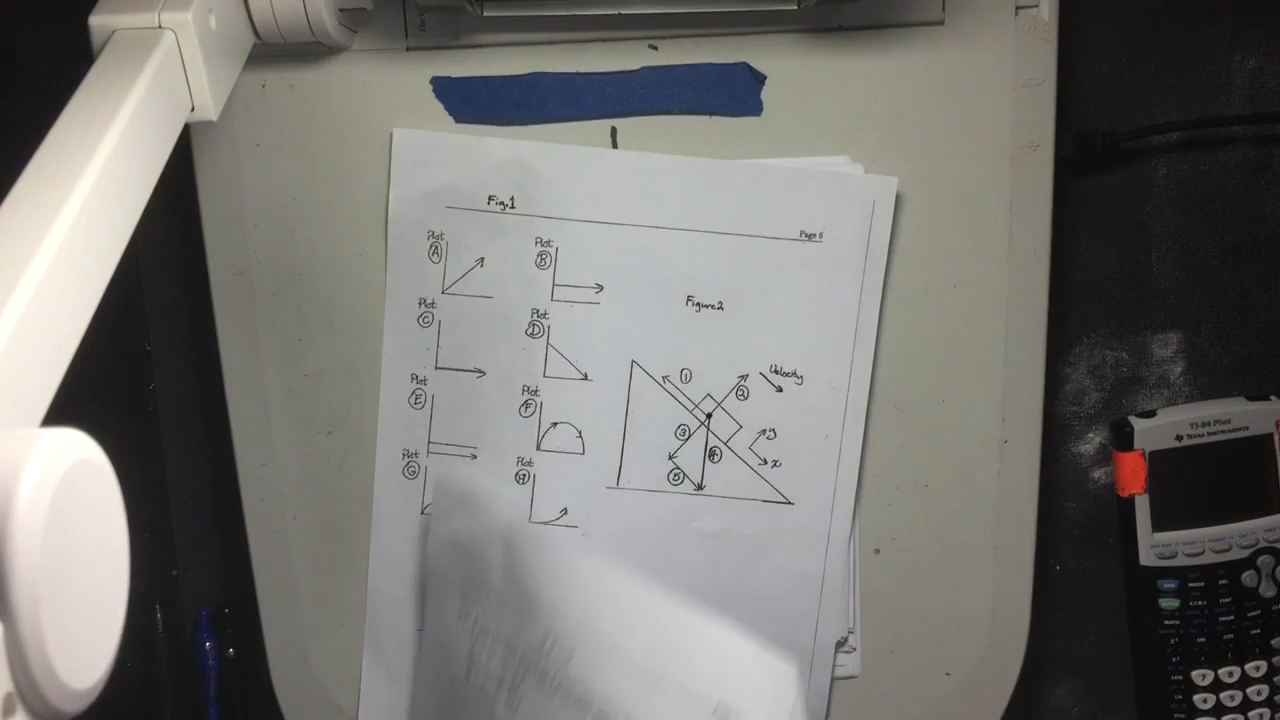 Fig.1
Page 6
Plot
A
Plot
B
Plot
C
Plot
D
Figure2
Plot
E
Plot
F
Plot
G
Plot
H
1
2
3
4
5
Velocity
y
x
TI-84 Plus
TEXAS INSTRUMENTS